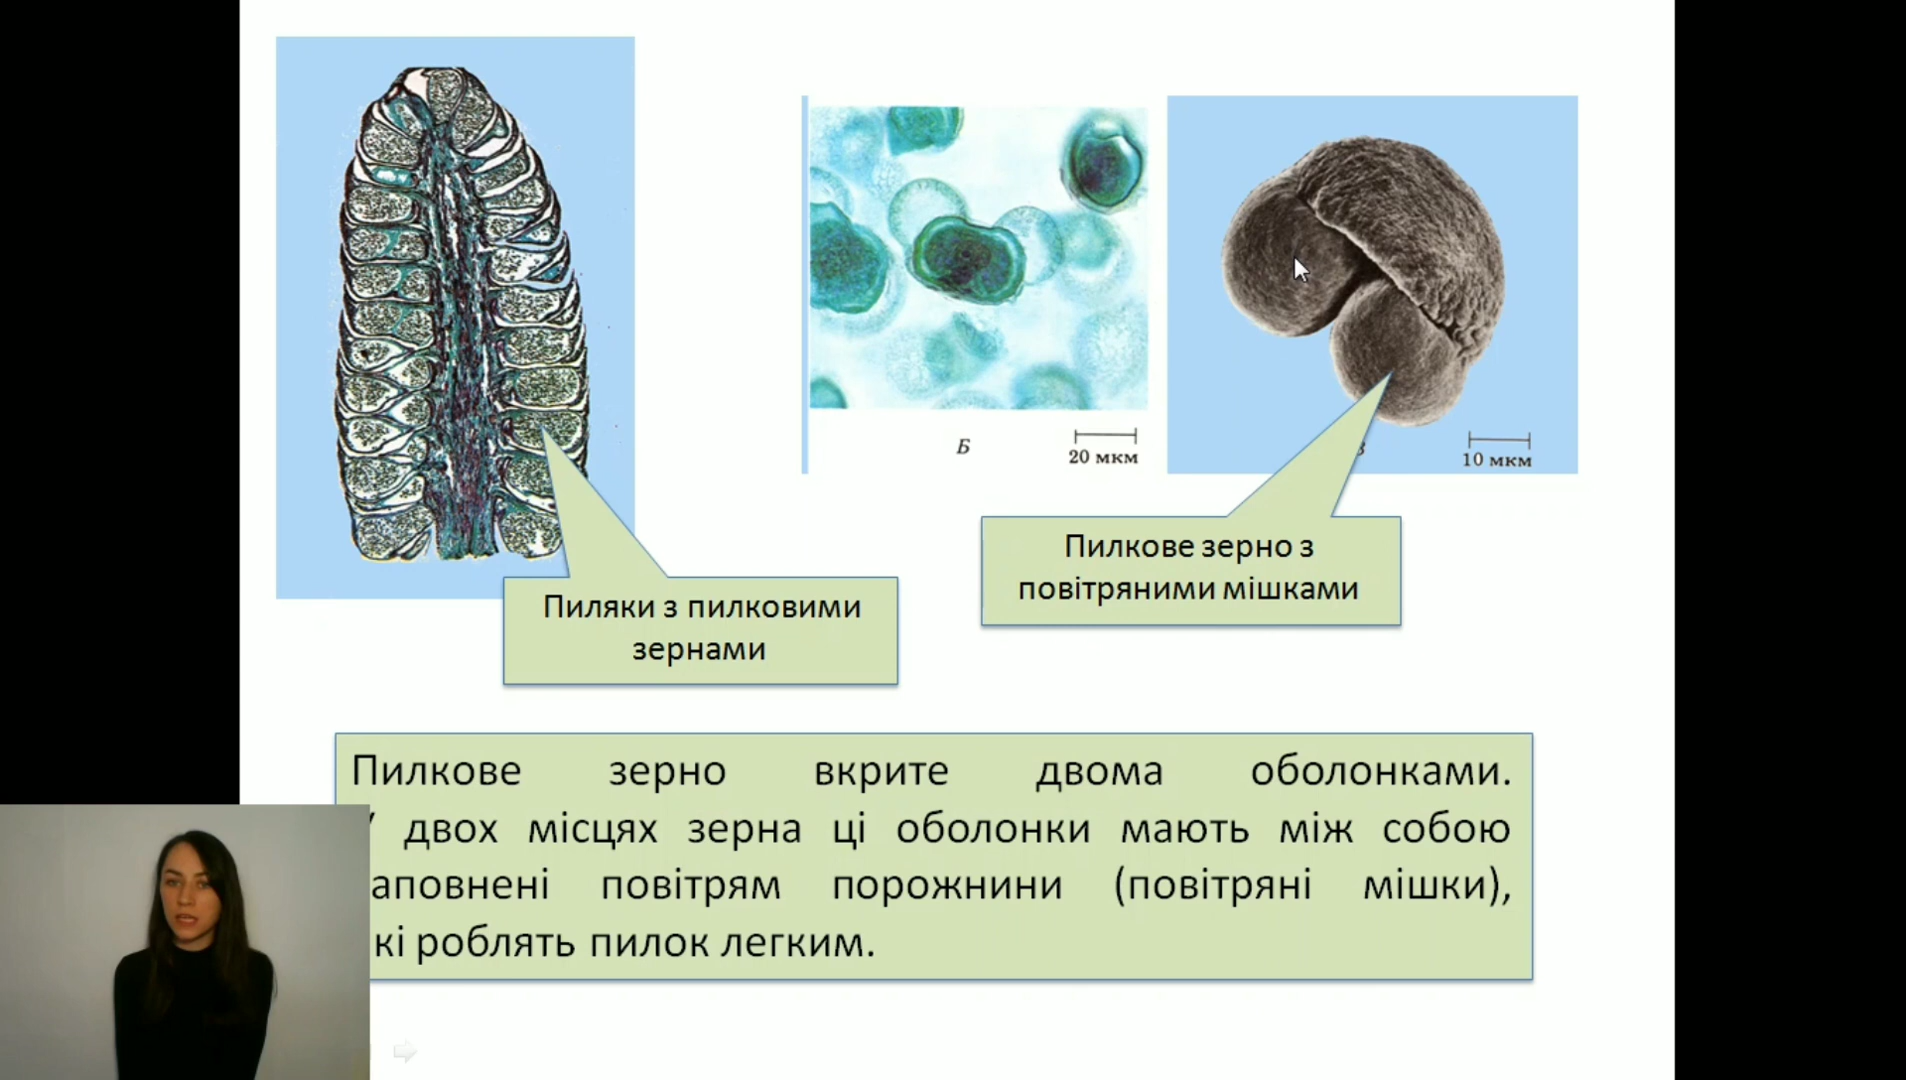 Б
20 мкм
10 мкм
Пилкове зерно з
повітряними мішками
Пиляки з пилковими
зернами
Пилкове зерно вкрите двома оболонками.
двох місцях зерна ці оболонки мають між собою
аповнені повітрям порожнини (повітряні мішки),
кі роблять пилок легким.